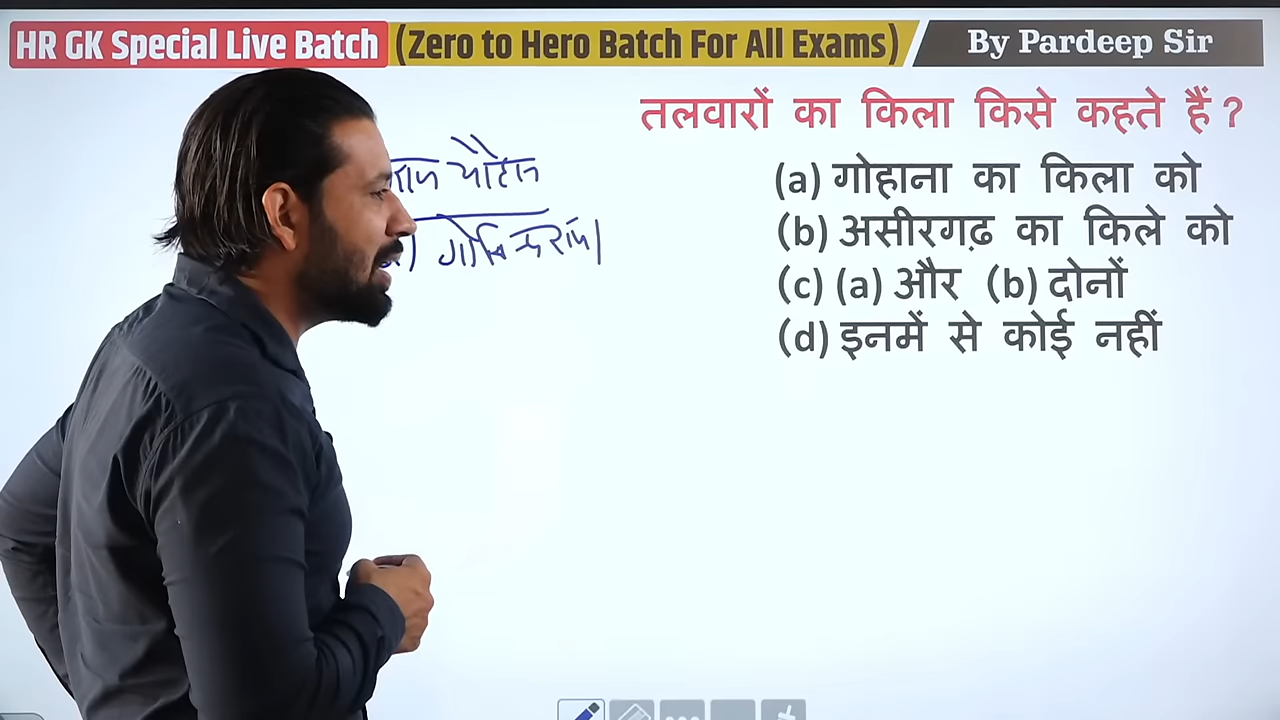 HR GK Special Live Batch (Zero to Hero Batch For All Exams) By Pardeep Sir
तलवारों का किला किसे कहते हैं ?
(a) गोहाना का किला को
(b) असीरगढ़ का किले को
(c) (a) और (b) दोनों
(d) इनमें से कोई नहीं